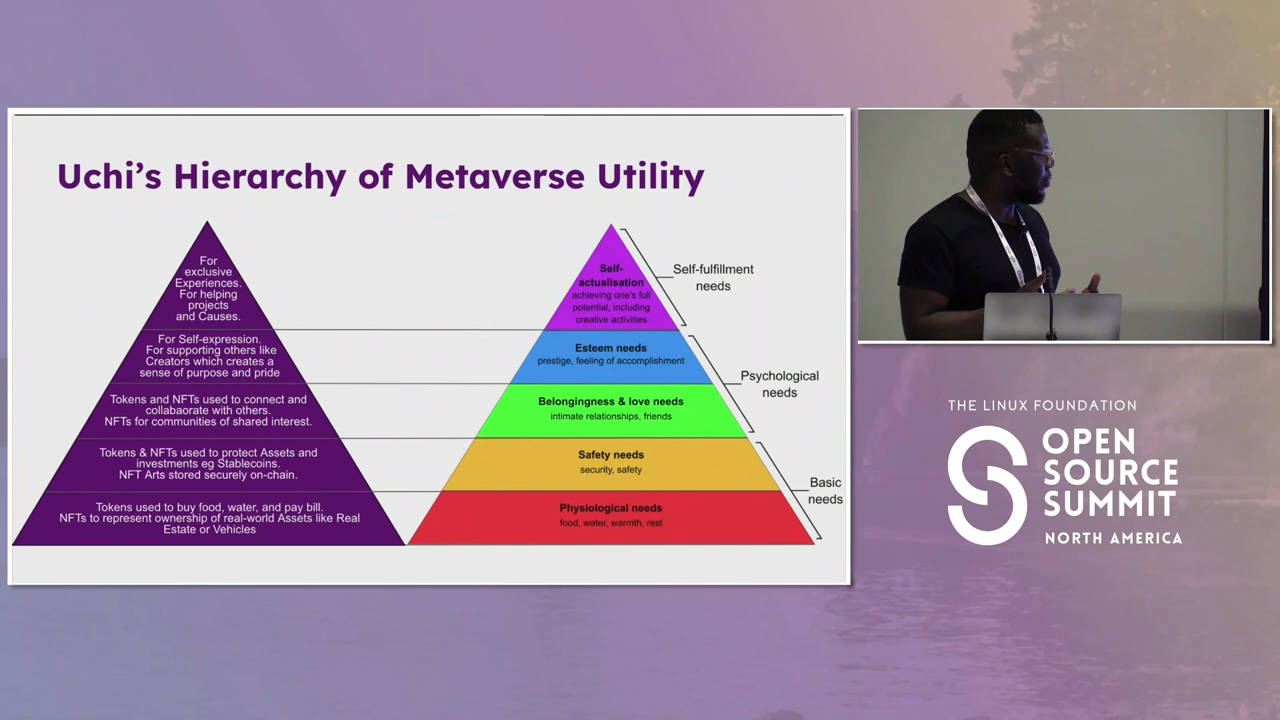 Uchi's Hierarchy of Metaverse Utility
For
exclusive
Experiences.
For helping
projects
and Causes.
For Self-expression.
For supporting others like
Creators which creates a
sense of purpose and pride
Tokens and NFTs used to connect and
collabaorate with others.
NFTs for communities of shared interest.
Tokens & NFTs used to protect Assets and
investments eg Stablecoins.
NFT Arts stored securely on-chain.
Tokens used to buy food, water, and pay bill.
NFTs to represent ownership of real-world Assets like Real
Estate or Vehicles
Self-
actualisation
achieving one's full
potential, including
creative activities
Esteem needs
prestige, feeling of accomplishment
Belongingness & love needs
intimate relationships, friends
Safety needs
security, safety
Physiological needs
food, water, warmth, rest
Self-fulfillment
needs
Psychological
needs
Basic
needs
THE LINUX FOUNDATION
OPEN
SOURCE
SUMMIT
NORTH AMERICA